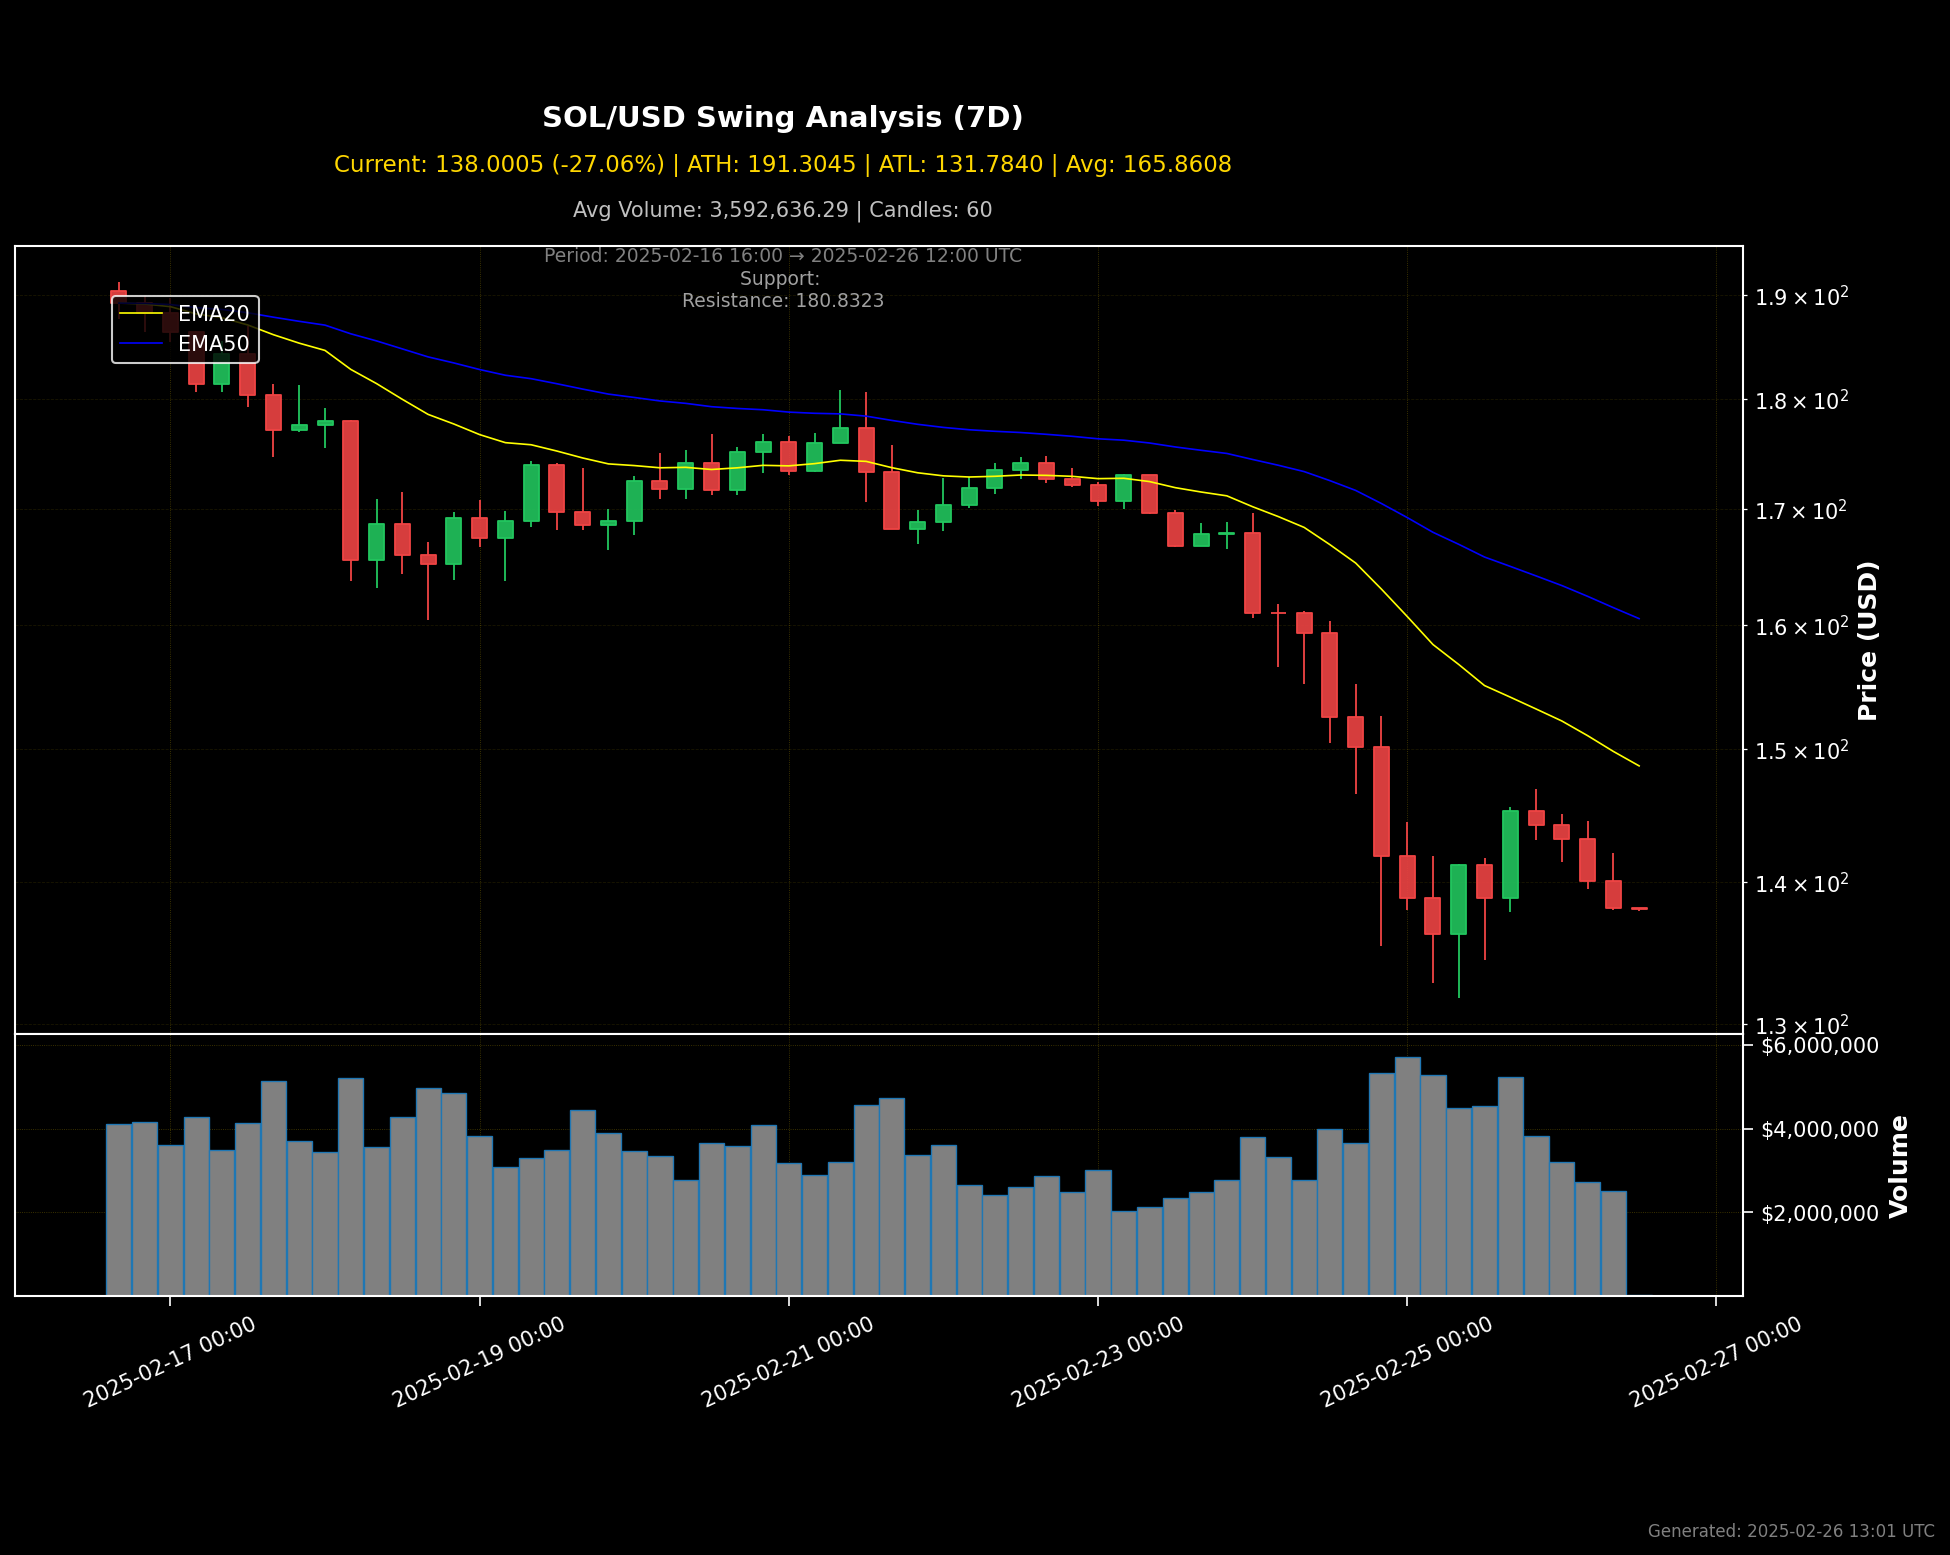 SOL/USD Swing Analysis (7D)
Current: 138.0005 (-27.06%) | ATH: 191.3045 | ATL: 131.7840 | Avg: 165.8608
Avg Volume: 3,592,636.29 | Candles: 60
Period: 2025-02-16 16:00 → 2025-02-26 12:00 UTC
Support:
Resistance: 180.8323
EMA20
EMA50
1.9 × 10²
1.8 × 10²
1.7 × 10²
1.6 × 10²
1.5 × 10²
1.4 × 10²
1.3 × 10²
Price (USD)
$6,000,000
$4,000,000
$2,000,000
Volume
2025-02-17 00:00
2025-02-19 00:00
2025-02-21 00:00
2025-02-23 00:00
2025-02-25 00:00
2025-02-27 00:00
Generated: 2025-02-26 13:01 UTC